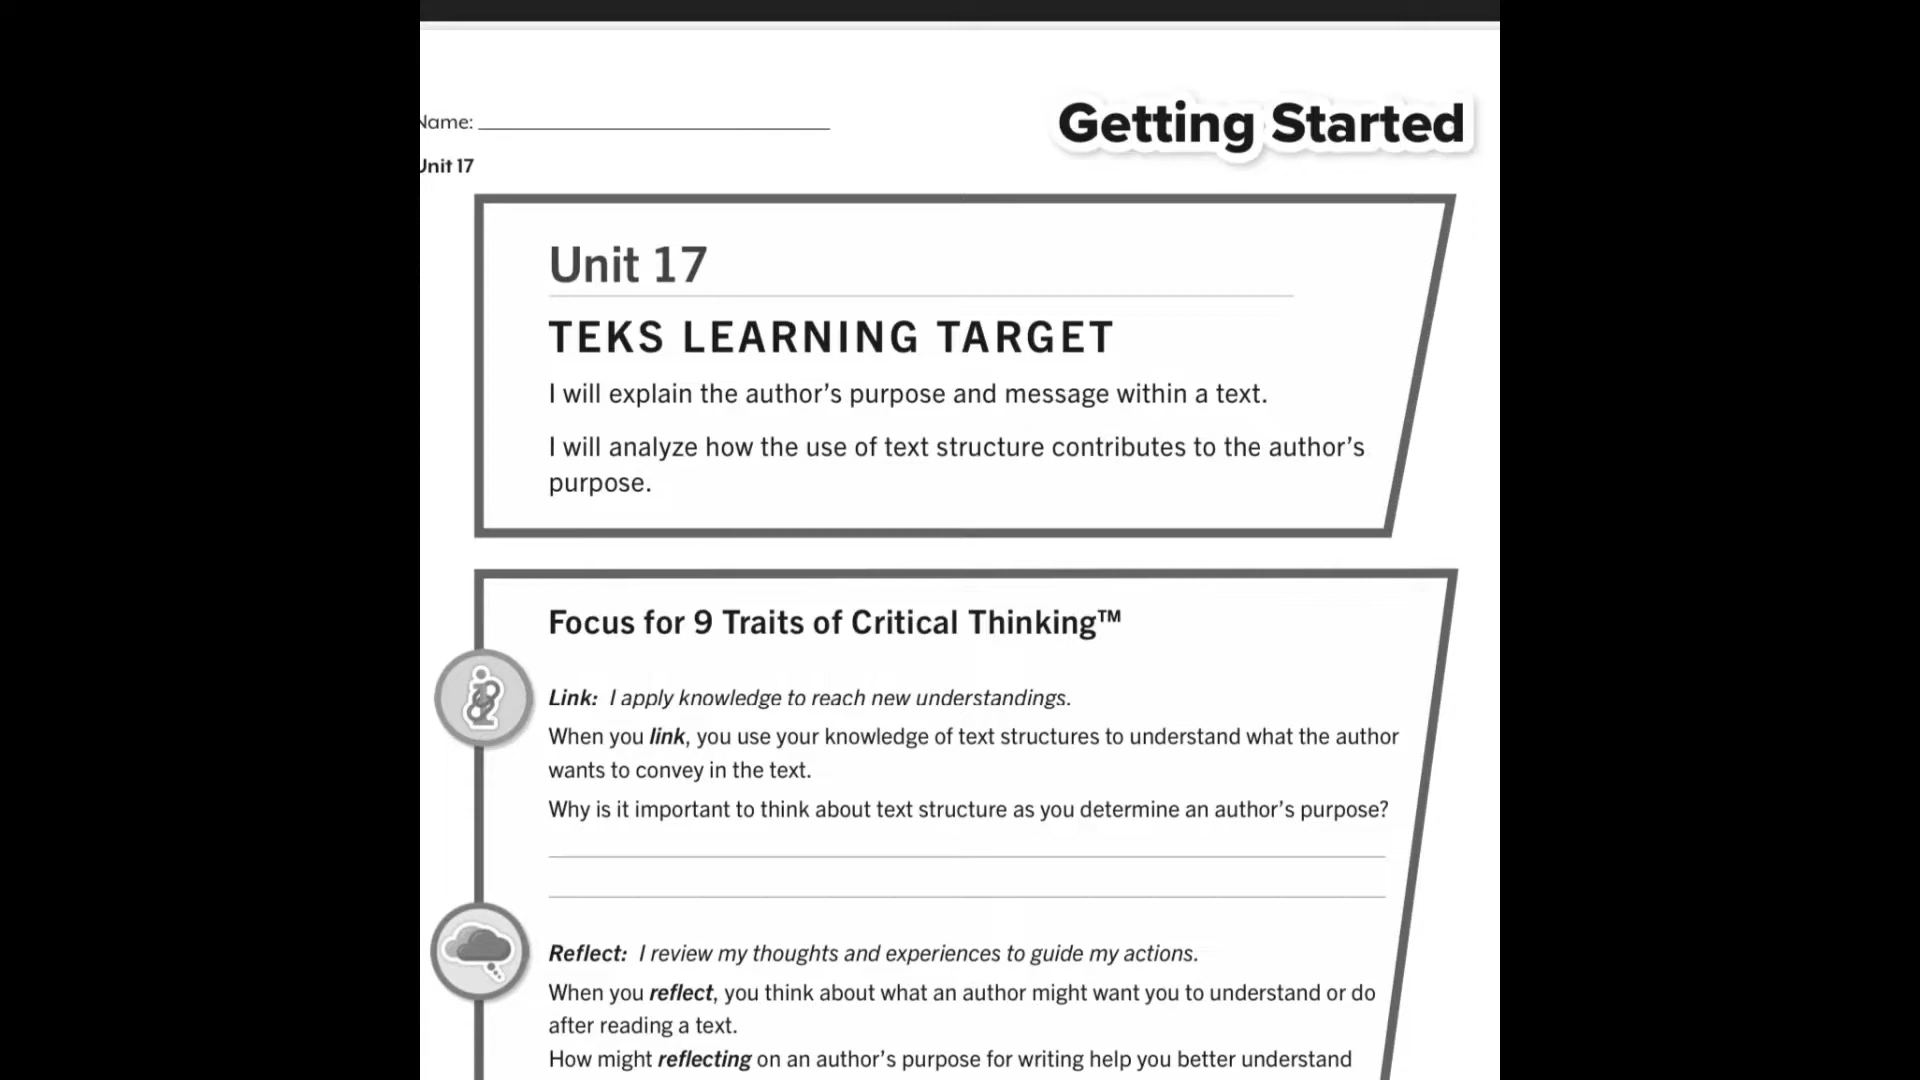 Name:
Getting Started
Unit 17
Unit 17
TEKS LEARNING TARGET
I will explain the author's purpose and message within a text.
I will analyze how the use of text structure contributes to the author's
purpose.
Focus for 9 Traits of Critical Thinking™
Link: I apply knowledge to reach new understandings.
When you link, you use your knowledge of text structures to understand what the author
wants to convey in the text.
Why is it important to think about text structure as you determine an author's purpose?
Reflect: I review my thoughts and experiences to guide my actions.
When you reflect, you think about what an author might want you to understand or do
after reading a text.
How might reflecting on an author's purpose for writing help you better understand